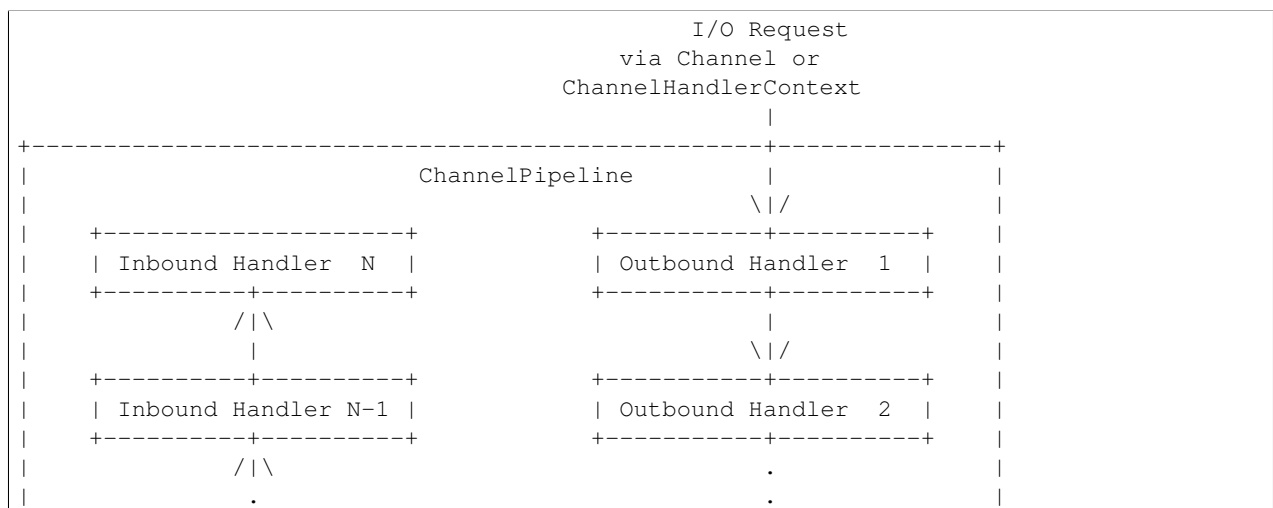 I/O Request
                                           via Channel or
                                       ChannelHandlerContext
                                                     |
+---------------------------------------------------+---------------+
|                           ChannelPipeline         |               |
|                                                  \|/              |
|    +---------------------+            +-----------+----------+    |
|    | Inbound Handler  N  |            | Outbound Handler  1  |    |
|    +----------+----------+            +-----------+----------+    |
|              /|\                                  |               |
|               |                                  \|/              |
|    +----------+----------+            +-----------+----------+    |
|    | Inbound Handler N-1 |            | Outbound Handler  2  |    |
|    +----------+----------+            +-----------+----------+    |
|              /|\                                  .               |
|               .                                   .               |